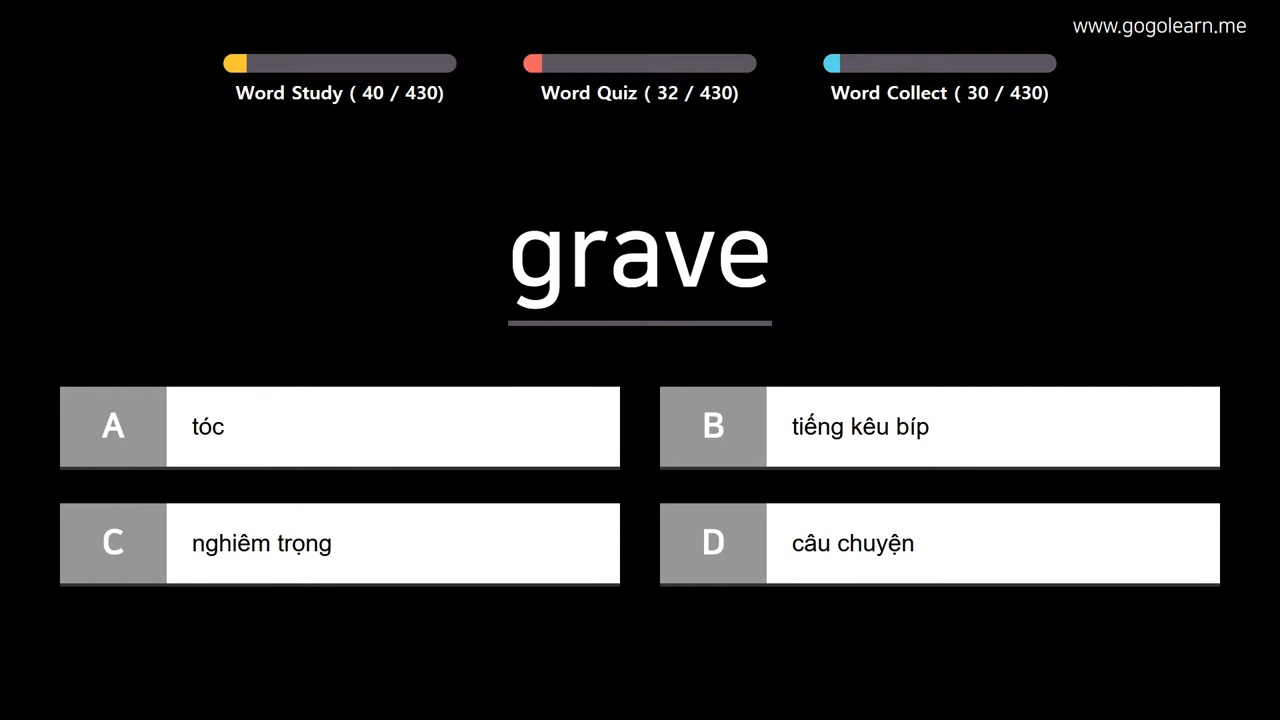 www.gogolearn.me
Word Study ( 40 / 430)
Word Quiz ( 32 / 430)
Word Collect ( 30 / 430)
grave
A tóc
B tiếng kêu bíp
C nghiêm trọng
D câu chuyện